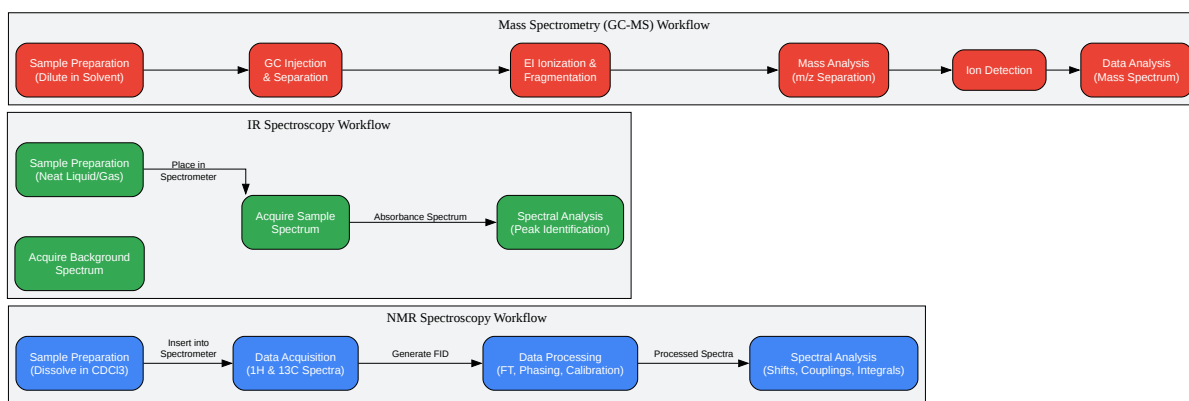 Mass Spectrometry (GC-MS) Workflow
Sample Preparation
(Dilute in Solvent)
GC Injection
& Separation
EI Ionization &
Fragmentation
Mass Analysis
(m/z Separation)
Ion Detection
Data Analysis
(Mass Spectrum)
IR Spectroscopy Workflow
Sample Preparation
(Neat Liquid/Gas)
Place in
Spectrometer
Acquire Sample
Spectrum
Absorbance Spectrum
Spectral Analysis
(Peak Identification)
Acquire Background
Spectrum
NMR Spectroscopy Workflow
Sample Preparation
(Dissolve in CDCl3)
Insert into
Spectrometer
Data Acquisition
(1H & 13C Spectra)
Generate FID
Data Processing
(FT, Phasing, Calibration)
Processed Spectra
Spectral Analysis
(Shifts, Couplings, Integrals)